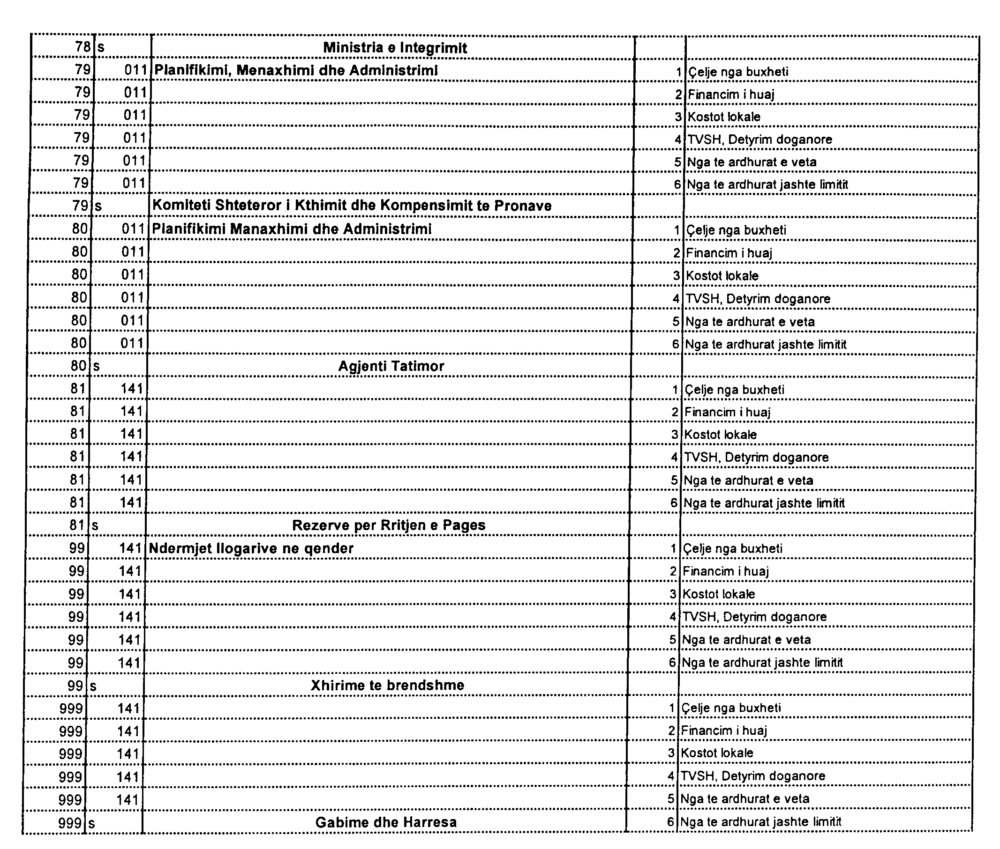 78 s Ministria e Integrimit
79 011 Planifikimi, Menaxhimi dhe Administrimi 1 Çelje nga buxheti
79 011 2 Financim i huaj
79 011 3 Kostot lokale
79 011 4 TVSH, Detyrim doganore
79 011 5 Nga te ardhurat e veta
79 011 6 Nga te ardhurat jashte limitit
79 s Komiteti Shteteror i Kthimit dhe Kompensimit te Pronave
80 011 Planifikimi Manaxhimi dhe Administrimi 1 Çelje nga buxheti
80 011 2 Financim i huaj
80 011 3 Kostot lokale
80 011 4 TVSH, Detyrim doganore
80 011 5 Nga te ardhurat e veta
80 011 6 Nga te ardhurat jashte limitit
80 s Agjenti Tatimor
81 141 1 Çelje nga buxheti
81 141 2 Financim i huaj
81 141 3 Kostot lokale
81 141 4 TVSH, Detyrim doganore
81 141 5 Nga te ardhurat e veta
81 141 6 Nga te ardhurat jashte limitit
81 s Rezerve per Rritjen e Pages
99 141 Ndermjet llogarive ne qender 1 Çelje nga buxheti
99 141 2 Financim i huaj
99 141 3 Kostot lokale
99 141 4 TVSH, Detyrim doganore
99 141 5 Nga te ardhurat e veta
99 141 6 Nga te ardhurat jashte limitit
99 s Xhirime te brendshme
999 141 1 Çelje nga buxheti
999 141 2 Financim i huaj
999 141 3 Kostot lokale
999 141 4 TVSH, Detyrim doganore
999 141 5 Nga te ardhurat e veta
999 s Gabime dhe Harresa 6 Nga te ardhurat jashte limitit